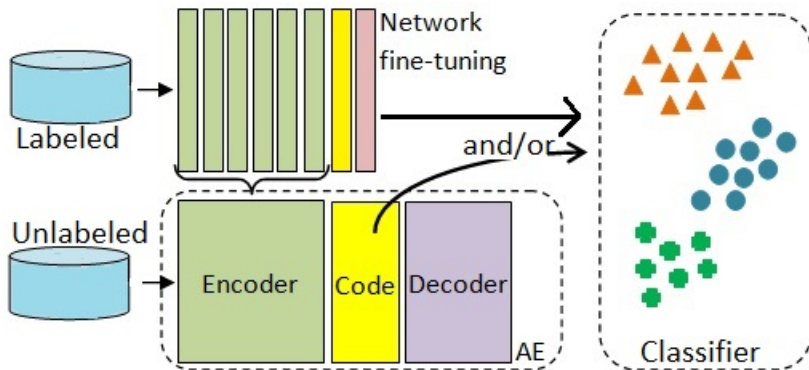 Network
fine-tuning
Labeled
and/or
Unlabeled
Encoder
Code
Decoder
AE
Classifier